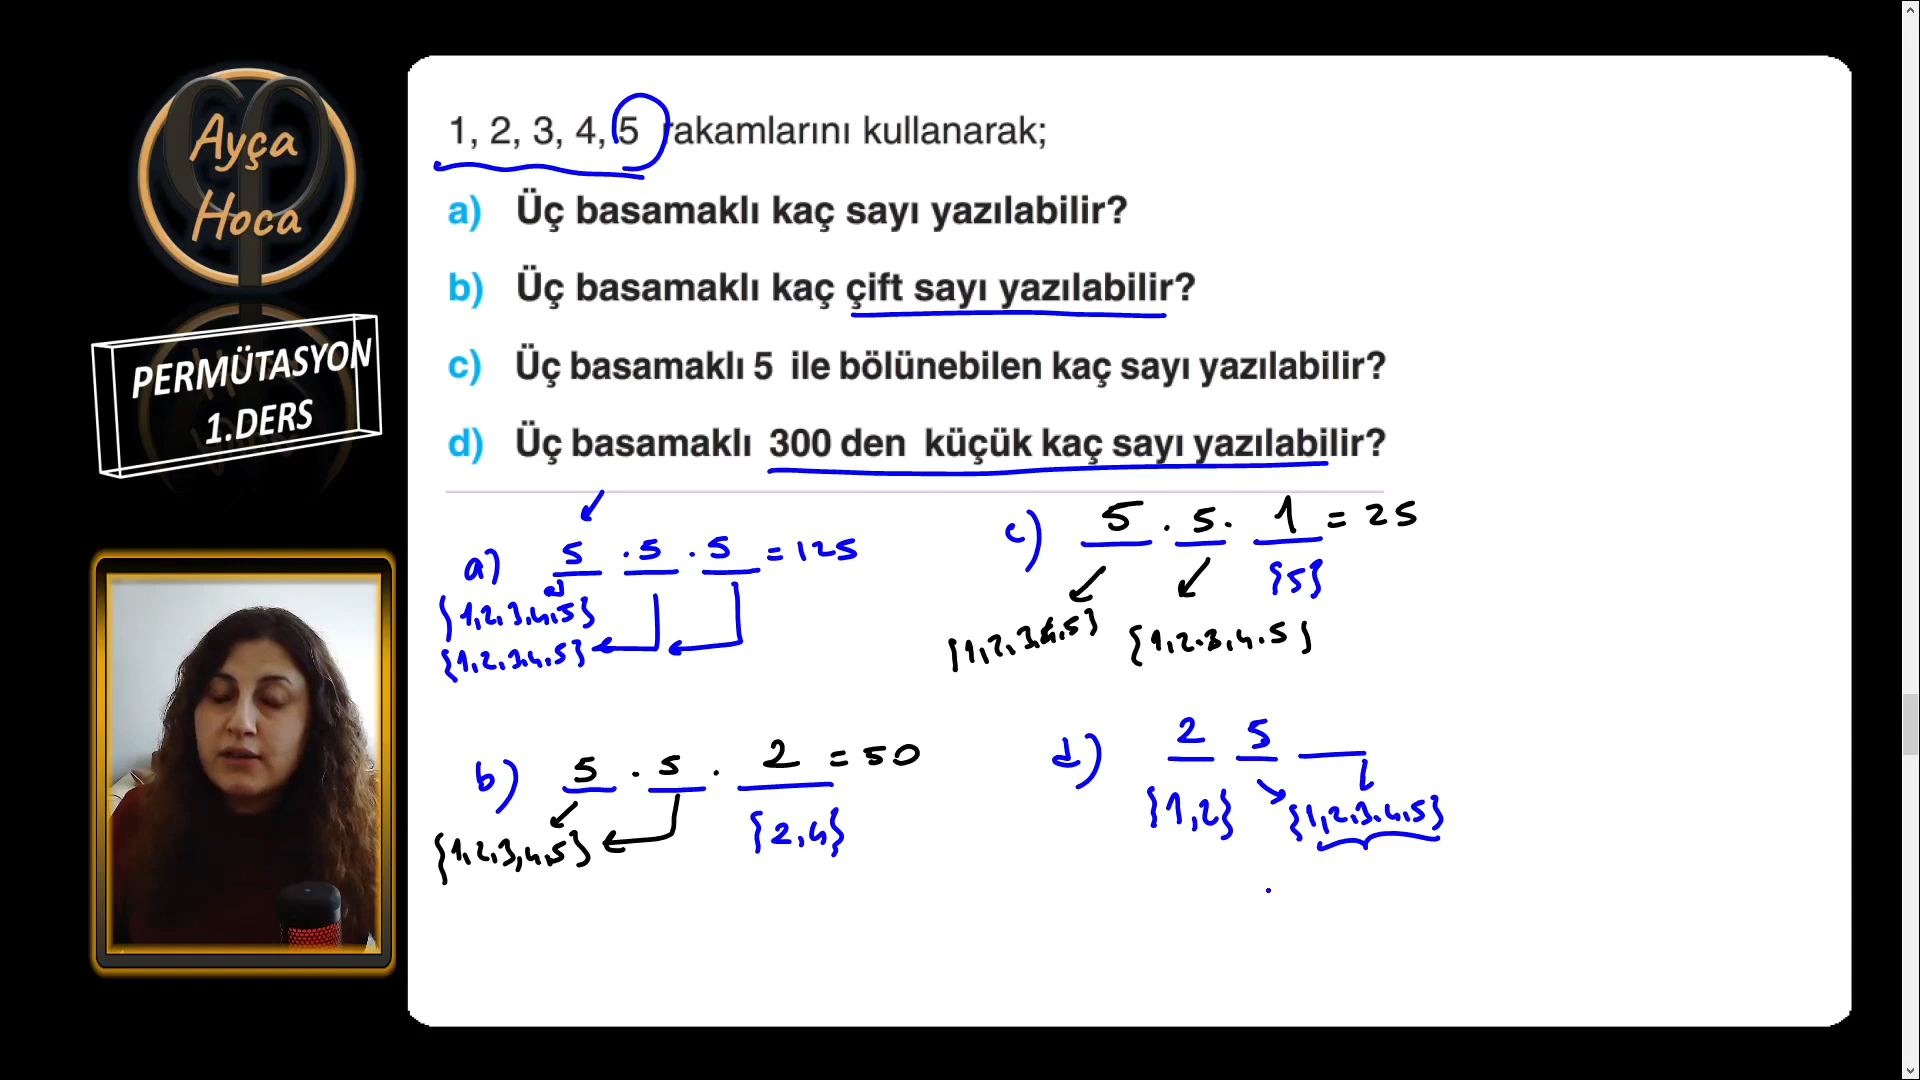 Ayça
Hoca
PERMÜTASYON
1.DERS
1, 2, 3, 4, 5 rakamlarını kullanarak;
a) Üç basamaklı kaç sayı yazılabilir?
b) Üç basamaklı kaç çift sayı yazılabilir?
c) Üç basamaklı 5 ile bölünebilen kaç sayı yazılabilir?
d) Üç basamaklı 300 den küçük kaç sayı yazılabilir?
a) 5 . 5 . 5 = 125
{1,2,3,4,5}
{1,2,3,4,5}
b) 5 . 5 . 2 = 50
{1,2,3,4,5} {2,4}
c) 5 . 5 . 1 = 25
{5}
{1,2,3,4,5} {1,2,3,4,5}
d) 2 5
{1,2} {1,2,3,4,5}